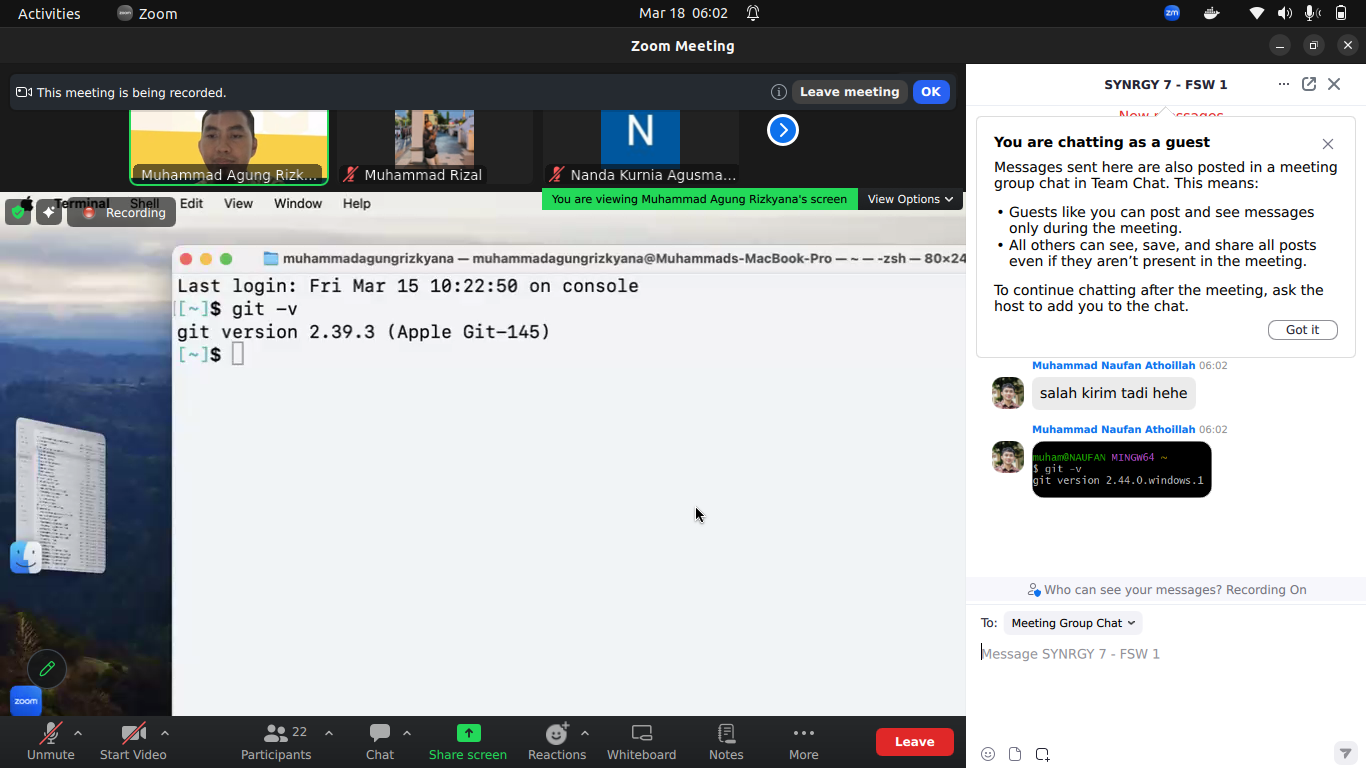 Activities
Zoom
Mar 18 06:02
zm
Zoom Meeting
This meeting is being recorded.
Leave meeting
OK
Muhammad Agung Rizk...
Muhammad Rizal
N
Nanda Kurnia Agusma...
Terminal Shell Edit View Window Help
Recording
You are viewing Muhammad Agung Rizkyana's screen
View Options
muhammadagungrizkyana — muhammadagungrizkyana@Muhammads-MacBook-Pro — ~ — -zsh — 80×24
Last login: Fri Mar 15 10:22:50 on console
[~]$ git -v
git version 2.39.3 (Apple Git-145)
[~]$
zoom
SYNRGY 7 - FSW 1
New messages
You are chatting as a guest
Messages sent here are also posted in a meeting
group chat in Team Chat. This means:
• Guests like you can post and see messages
only during the meeting.
• All others can see, save, and share all posts
even if they aren’t present in the meeting.
To continue chatting after the meeting, ask the
host to add you to the chat.
Got it
Muhammad Naufan Athoillah 06:02
salah kirim tadi hehe
Muhammad Naufan Athoillah 06:02
muham@NAUFAN MINGW64 ~
$ git -v
git version 2.44.0.windows.1
Who can see your messages? Recording On
To: Meeting Group Chat
Message SYNRGY 7 - FSW 1
Unmute
Start Video
22
Participants
Chat
Share screen
Reactions
Whiteboard
Notes
More
Leave